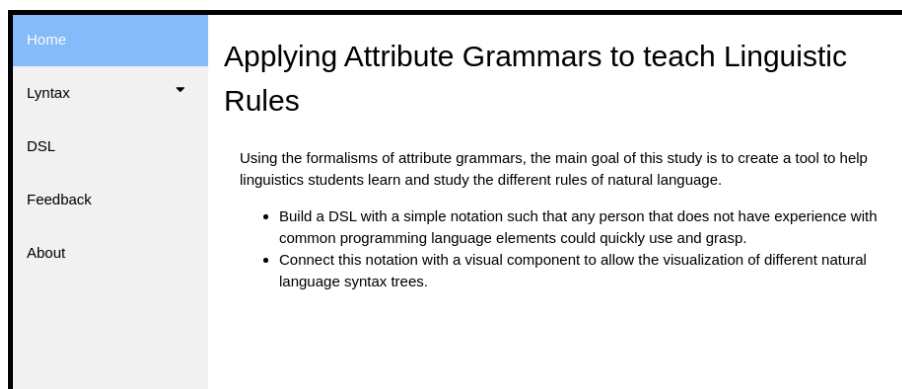 Home
Lyntax
DSL
Feedback
About
Applying Attribute Grammars to teach Linguistic
Rules
Using the formalisms of attribute grammars, the main goal of this study is to create a tool to help
linguistics students learn and study the different rules of natural language.
• Build a DSL with a simple notation such that any person that does not have experience with
common programming language elements could quickly use and grasp.
• Connect this notation with a visual component to allow the visualization of different natural
language syntax trees.